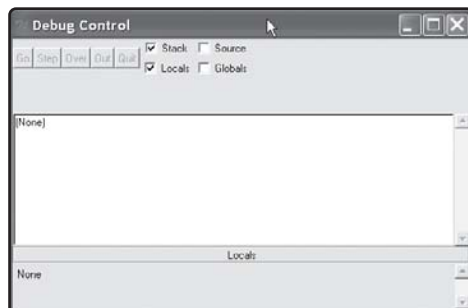 Debug Control
Go Step Over Out Quit
Stack Source
Locals Globals
[None]
Locals
None